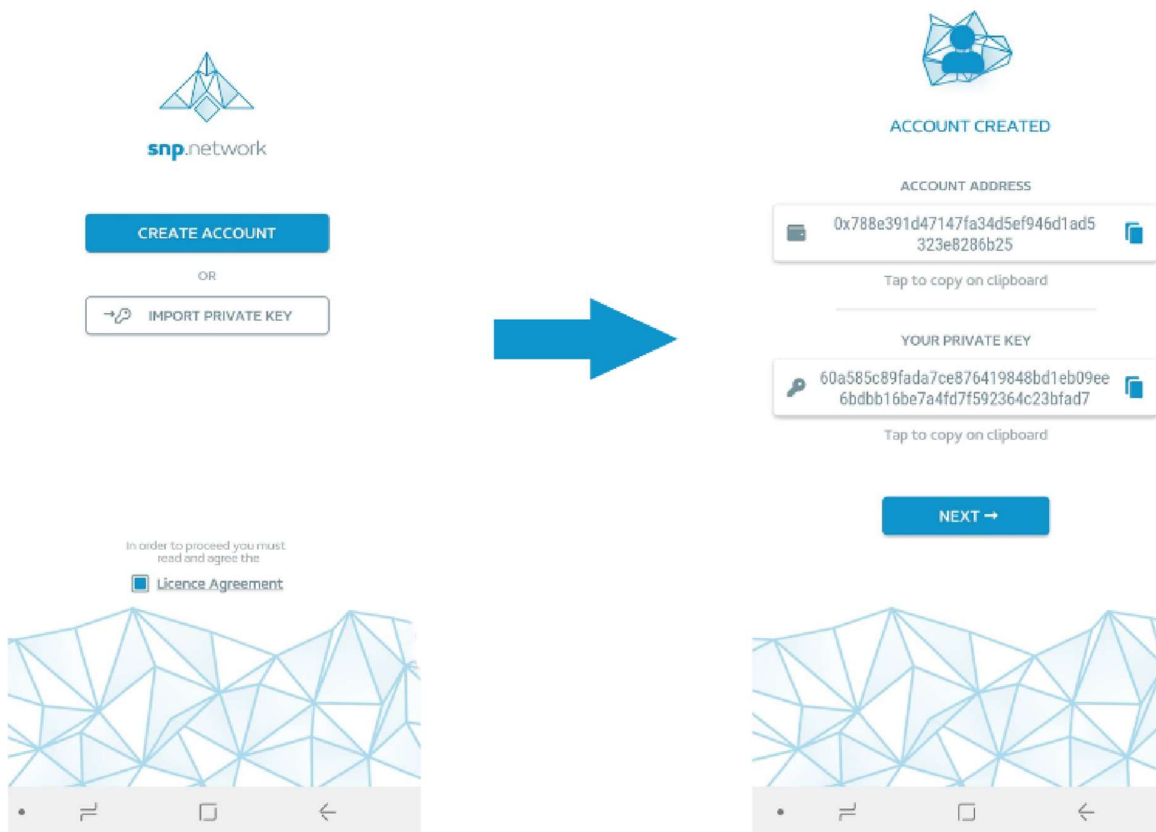 snp.network
CREATE ACCOUNT
OR
IMPORT PRIVATE KEY
In order to proceed you must
read and agree the
Licence Agreement
ACCOUNT CREATED
ACCOUNT ADDRESS
0x788e391d47147fa34d5ef946d1ad5
323e8286b25
Tap to copy on clipboard
YOUR PRIVATE KEY
60a585c89fada7ce876419848bd1eb09ee
6bdbb16be7a4fd7f592364c23bfad7
Tap to copy on clipboard
NEXT →